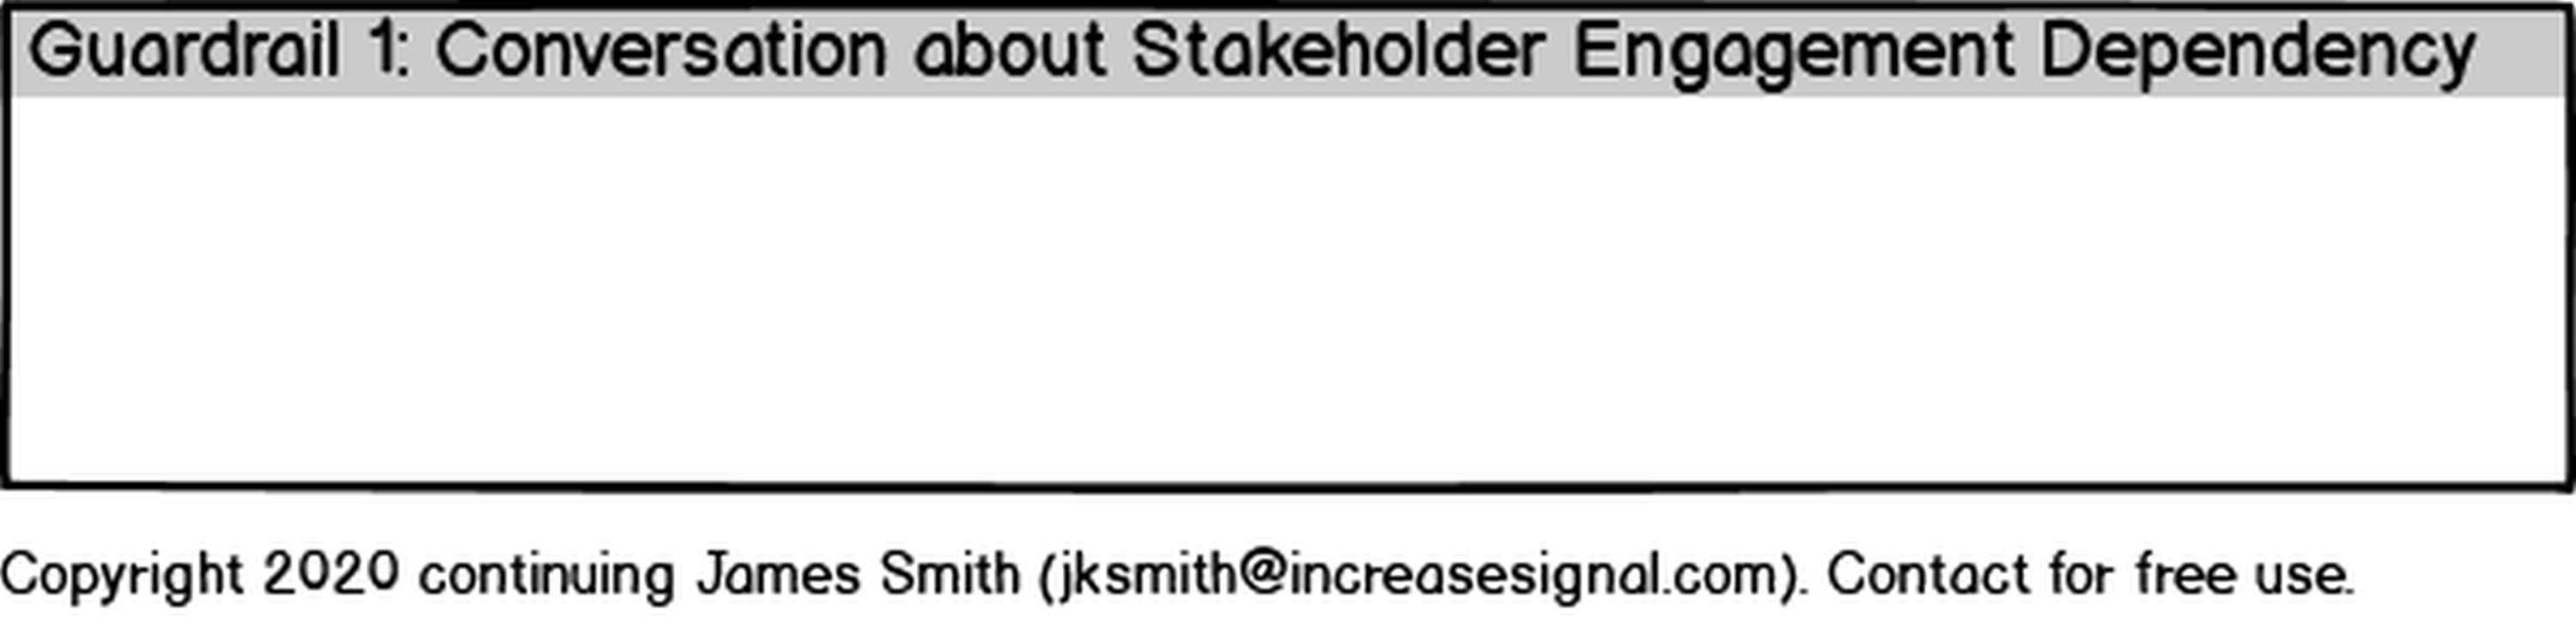 Guardrail 1: Conversation about Stakeholder Engagement Dependency
Copyright 2020 continuing James Smith (jksmith@increasesignal.com). Contact for free use.